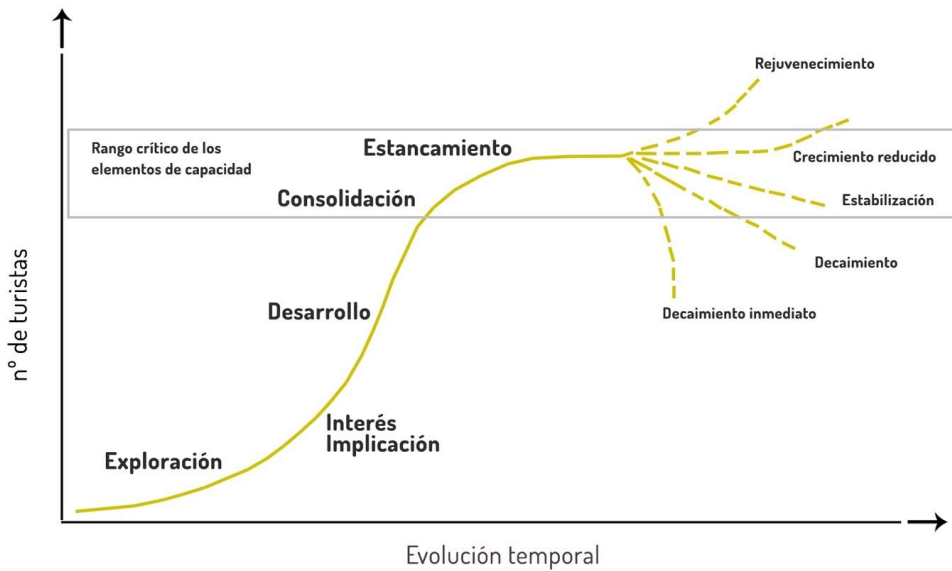 Rejuvenecimiento
Rango crítico de los
elementos de capacidad
Estancamiento
Crecimiento reducido
Consolidación
Estabilización
Decaimiento
Desarrollo
Decaimiento inmediato
nº de turistas
Interés
Implicación
Exploración
Evolución temporal